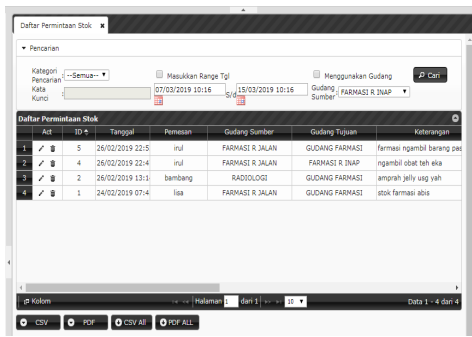 Daftar Permintaan Stok ×
Pencarian
Kategori Pencarian : --Semua-- Masukkan Range Tgl Menggunakan Gudang Cari
Kata Kunci : 07/03/2019 10:16 S/d 15/03/2019 10:16 Gudang Sumber : FARMASI R INAP
Daftar Permintaan Stok
Act ID Tanggal Pemesan Gudang Sumber Gudang Tujuan Keterangan
1 5 26/02/2019 22:5 irul FARMASI R JALAN GUDANG FARMASI farmasi ngambil barang pas
2 4 26/02/2019 22:4 irul FARMASI R JALAN FARMASI R INAP ngambil obat teh eka
3 2 26/02/2019 13:1 bambang RADIOLOGI GUDANG FARMASI amprah jelly usg yah
4 1 24/02/2019 07:4 lisa FARMASI R JALAN GUDANG FARMASI stok farmasi abis
Kolom Halaman 1 dari 1 10 Data 1 - 4 dari 4
CSV PDF CSV All PDF ALL